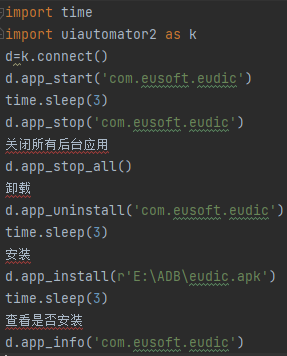 import time
import uiautomator2 as k
d=k.connect()
d.app_start('com.eusoft.eudic')
time.sleep(3)
d.app_stop('com.eusoft.eudic')
关闭所有后台应用
d.app_stop_all()
卸载
d.app_uninstall('com.eusoft.eudic')
time.sleep(3)
安装
d.app_install(r'E:\ADB\eudic.apk')
time.sleep(3)
查看是否安装
d.app_info('com.eusoft.eudic')